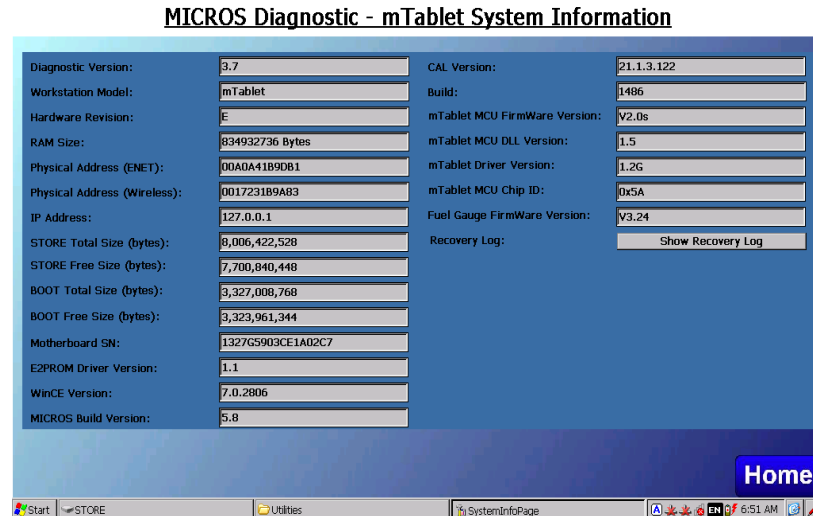 MICROS Diagnostic - mTablet System Information
Diagnostic Version: 3.7
Workstation Model: mTablet
Hardware Revision: E
RAM Size: 834932736 Bytes
Physical Address (ENET): 00A0A41B9DB1
Physical Address (Wireless): 0017231B9A83
IP Address: 127.0.0.1
STORE Total Size (bytes): 8,006,422,528
STORE Free Size (bytes): 7,700,840,448
BOOT Total Size (bytes): 3,327,008,768
BOOT Free Size (bytes): 3,323,961,344
Motherboard SN: 1327G5903CE1A02C7
E2PROM Driver Version: 1.1
WinCE Version: 7.0.2806
MICROS Build Version: 5.8
CAL Version: 21.1.3.122
Build: 1486
mTablet MCU FirmWare Version: V2.0s
mTablet MCU DLL Version: 1.5
mTablet Driver Version: 1.2G
mTablet MCU Chip ID: 0x5A
Fuel Gauge FirmWare Version: V3.24
Recovery Log: Show Recovery Log
Home
Start STORE Utilities SystemInfoPage A EN 6:51 AM